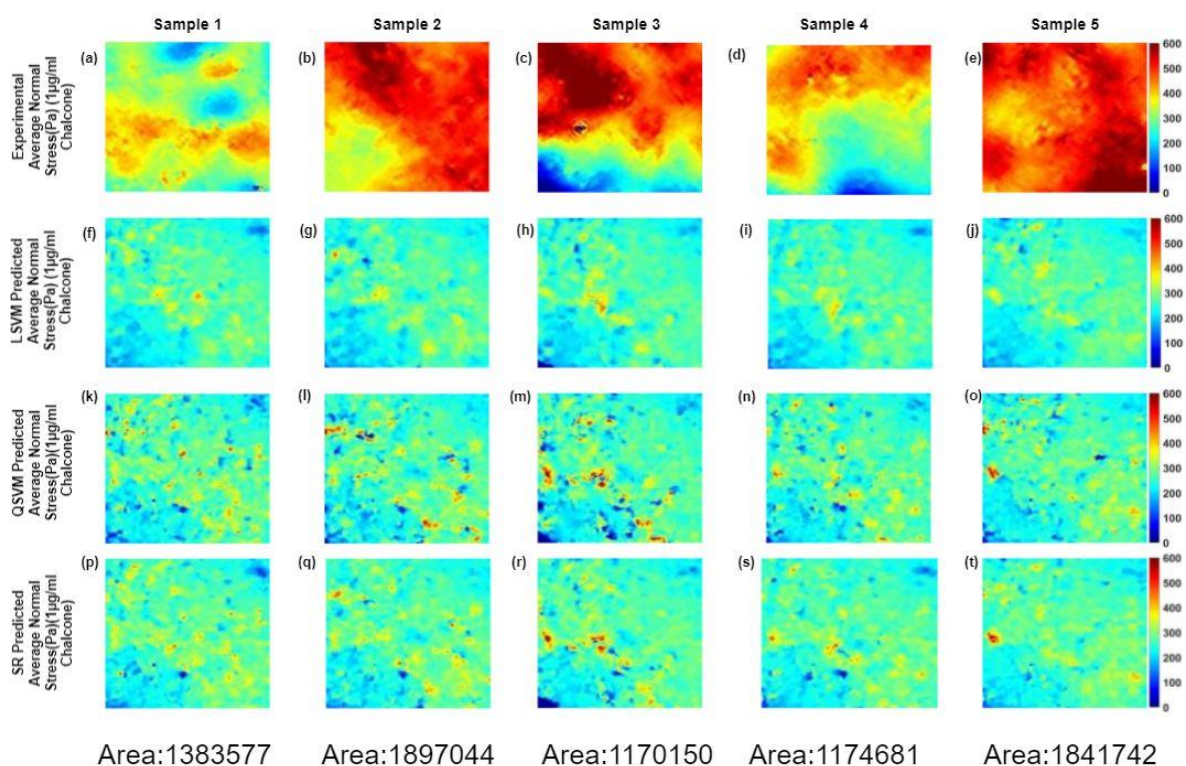 Sample 1
Sample 2
Sample 3
Sample 4
Sample 5
Experimental
Average Normal
Stress(Pa) (1µg/ml
Chalcone)
(a)
(b)
(c)
(d)
(e)
600
500
400
300
200
100
0
LSVM Predicted
Average Normal
Stress(Pa) (1µg/ml
Chalcone)
(f)
(g)
(h)
(i)
(j)
600
500
400
300
200
100
0
QSVM Predicted
Average Normal
Stress(Pa)(1µg/ml
Chalcone)
(k)
(l)
(m)
(n)
(o)
600
500
400
300
200
100
0
SR Predicted
Average Normal
Stress(Pa)(1µg/ml
Chalcone)
(p)
(q)
(r)
(s)
(t)
600
500
400
300
200
100
0
Area:1383577
Area:1897044
Area:1170150
Area:1174681
Area:1841742